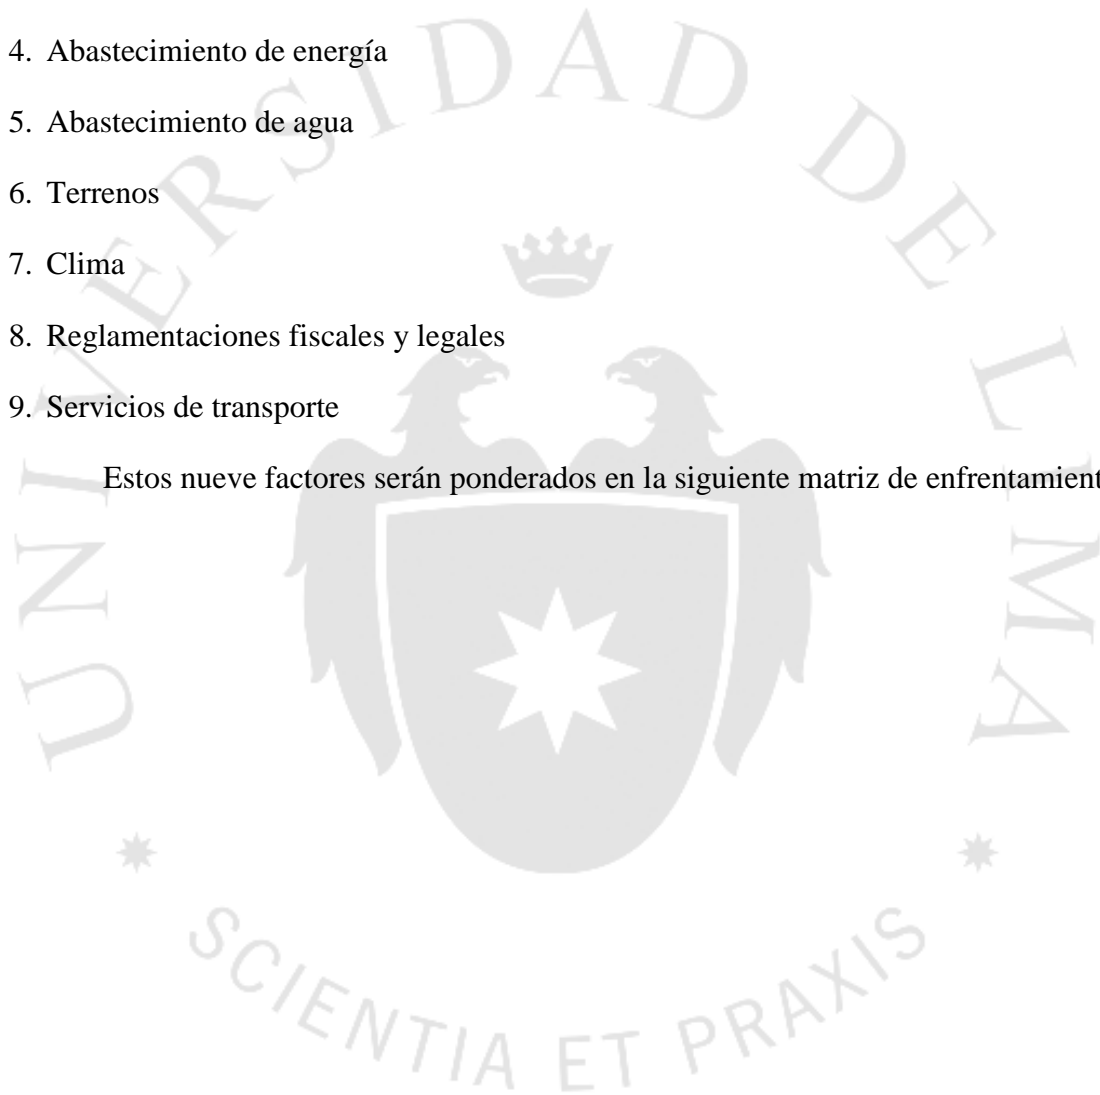 4. Abastecimiento de energía
5. Abastecimiento de agua
6. Terrenos
7. Clima
8. Reglamentaciones fiscales y legales
9. Servicios de transporte
Estos nueve factores serán ponderados en la siguiente matriz de enfrentamient
UNIVERSIDAD DE LIMA
SCIENTIA ET PRAXIS